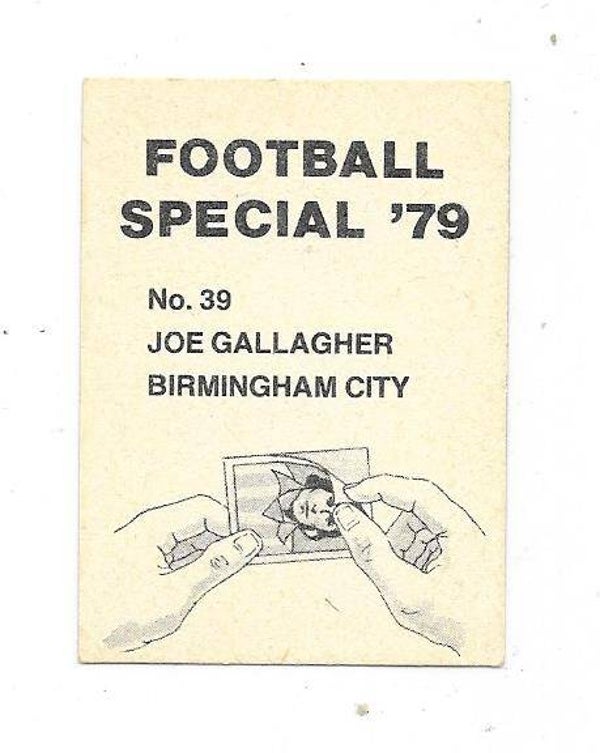 FOOTBALL
SPECIAL '79
No. 39
JOE GALLAGHER
BIRMINGHAM CITY